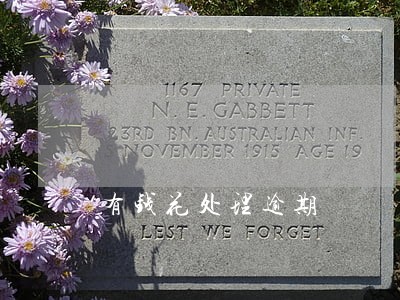 1167 PRIVATE
N. E. GABBETT
23RD BN. AUSTRALIAN INF.
NOVEMBER 1915 AGE 19
有钱花处理逾期
LEST WE FORGET